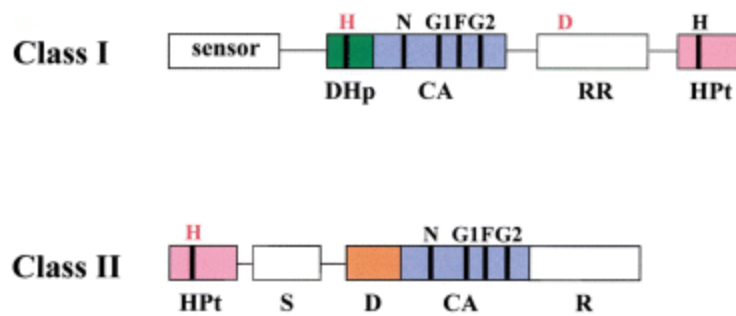 H N G1FG2 D H
Class I sensor
DHp CA RR HPt
H N G1FG2
Class II
HPt S D CA R